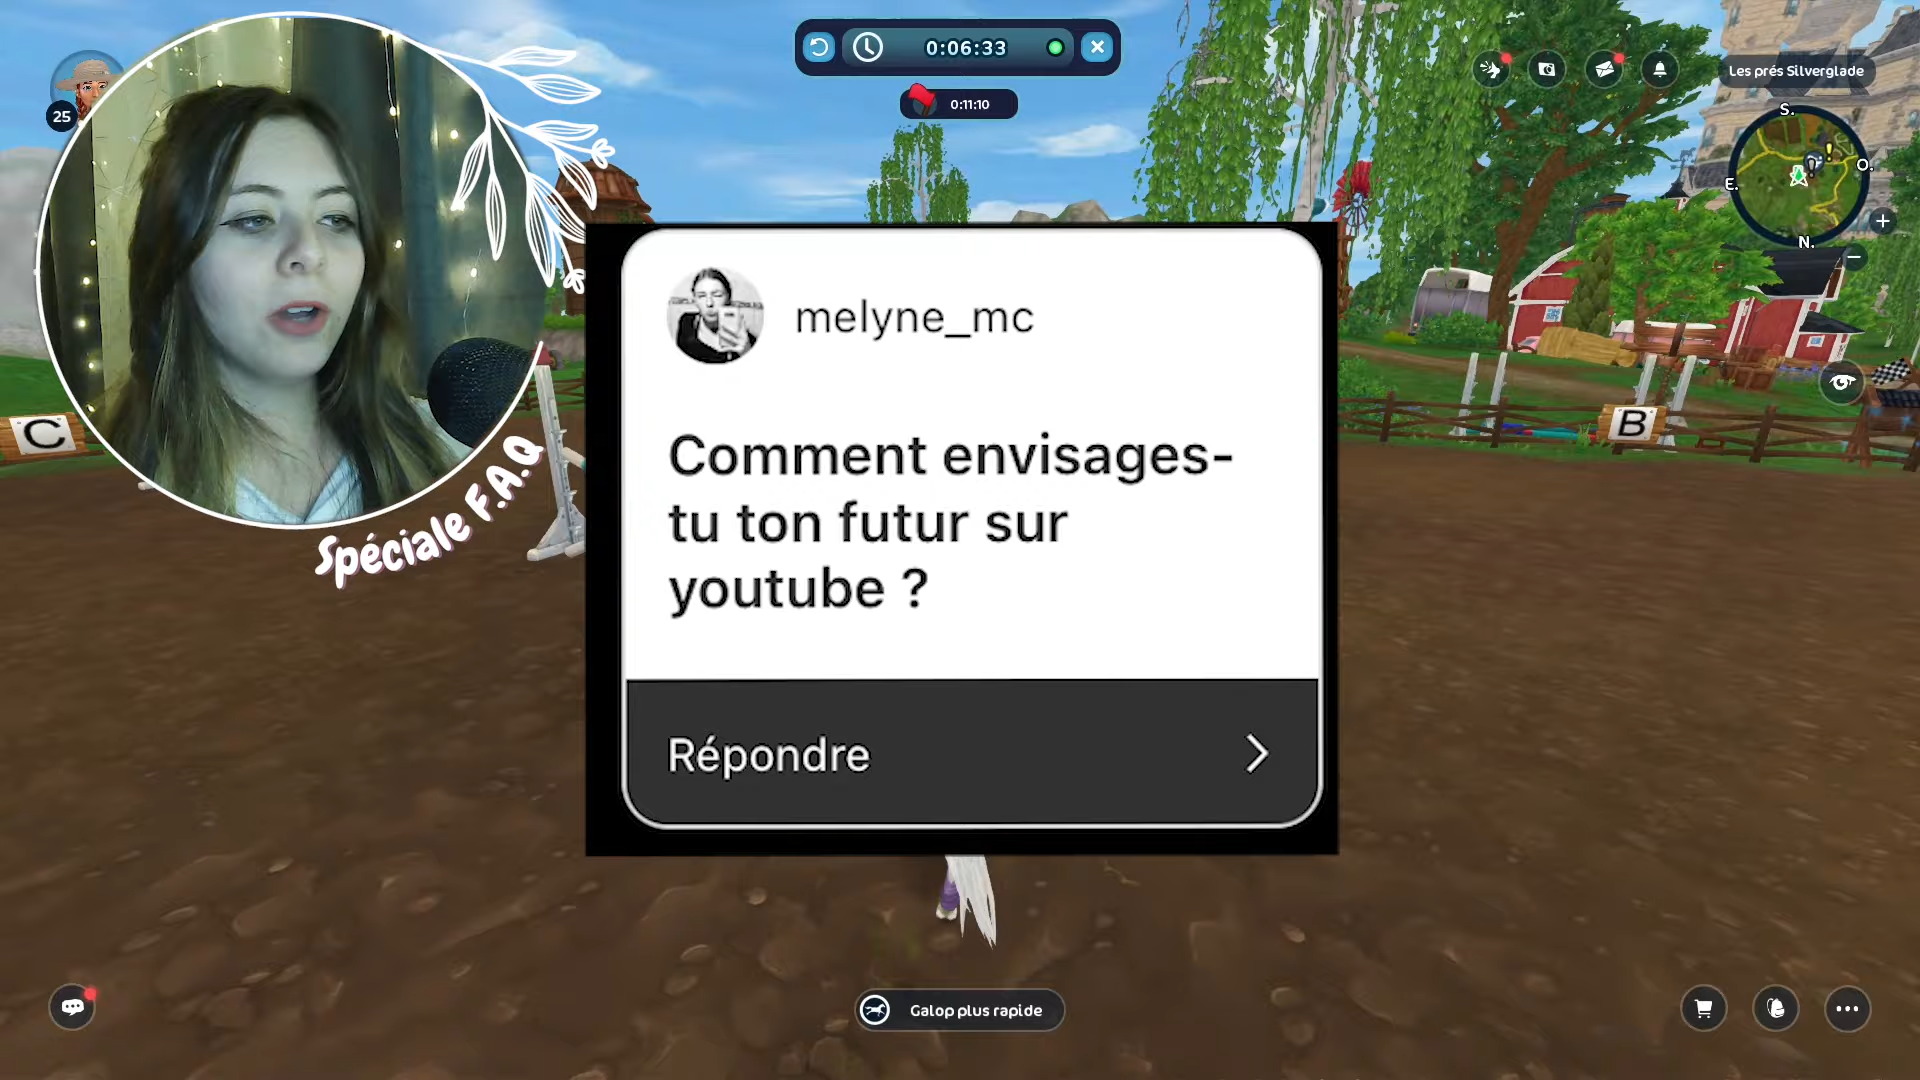 0:06:33
0:11:10
Les prés Silverglade
25
S.
O.
E.
N.
melyne_mc
Comment envisages-
tu ton futur sur
youtube ?
C
B
Spéciale F.A.Q
Répondre
Galop plus rapide